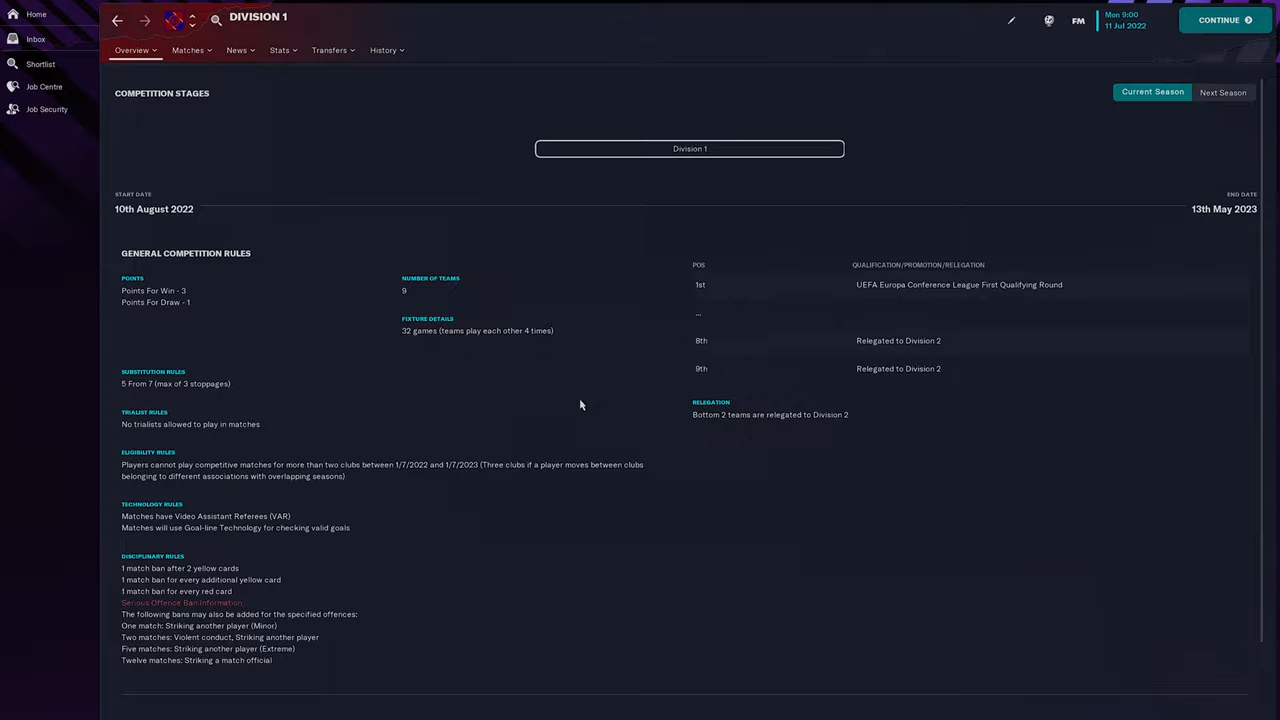 Home
Inbox
Shortlist
Job Centre
Job Security
DIVISION 1
FM
Mon 9:00
11 Jul 2022
CONTINUE
Overview
Matches
News
Stats
Transfers
History
COMPETITION STAGES
Current Season
Next Season
Division 1
START DATE
10th August 2022
END DATE
13th May 2023
GENERAL COMPETITION RULES
POINTS
Points For Win - 3
Points For Draw - 1
NUMBER OF TEAMS
9
FIXTURE DETAILS
32 games (teams play each other 4 times)
SUBSTITUTION RULES
5 From 7 (max of 3 stoppages)
TRIALIST RULES
No trialists allowed to play in matches
ELIGIBILITY RULES
Players cannot play competitive matches for more than two clubs between 1/7/2022 and 1/7/2023 (Three clubs if a player moves between clubs
belonging to different associations with overlapping seasons)
TECHNOLOGY RULES
Matches have Video Assistant Referees (VAR)
Matches will use Goal-line Technology for checking valid goals
DISCIPLINARY RULES
1 match ban after 2 yellow cards
1 match ban for every additional yellow card
1 match ban for every red card
Serious Offence Ban Information
The following bans may also be added for the specified offences:
One match: Striking another player (Minor)
Two matches: Violent conduct, Striking another player
Five matches: Striking another player (Extreme)
Twelve matches: Striking a match official
POS QUALIFICATION/PROMOTION/RELEGATION
1st UEFA Europa Conference League First Qualifying Round
...
8th Relegated to Division 2
9th Relegated to Division 2
RELEGATION
Bottom 2 teams are relegated to Division 2